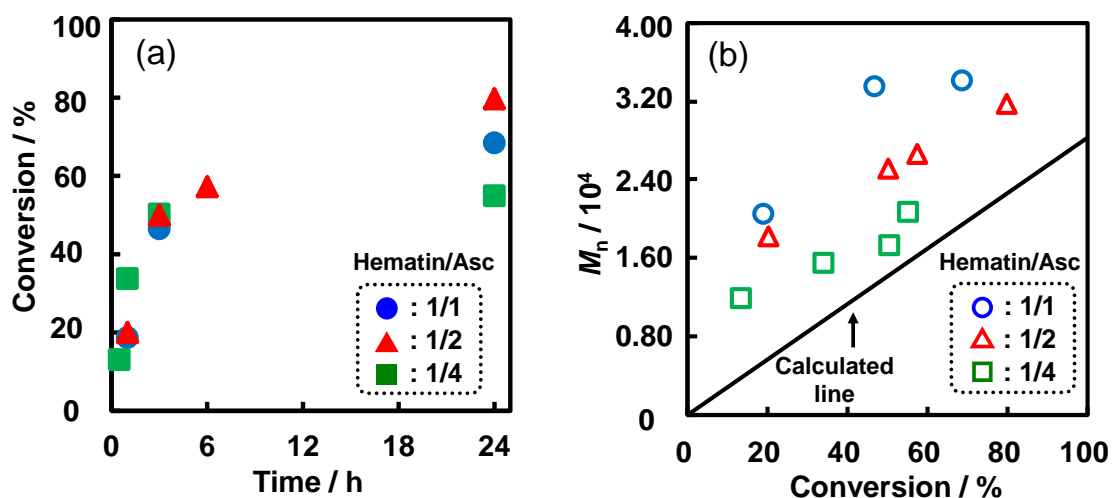 (a)
Conversion / %
100
80
60
40
20
0
0 6 12 18 24
Time / h
Hematin/Asc
: 1/1
: 1/2
: 1/4
(b)
Mn / 10⁴
4.00
3.20
2.40
1.60
0.80
0
0 20 40 60 80 100
Conversion / %
Calculated
line
Hematin/Asc
: 1/1
: 1/2
: 1/4